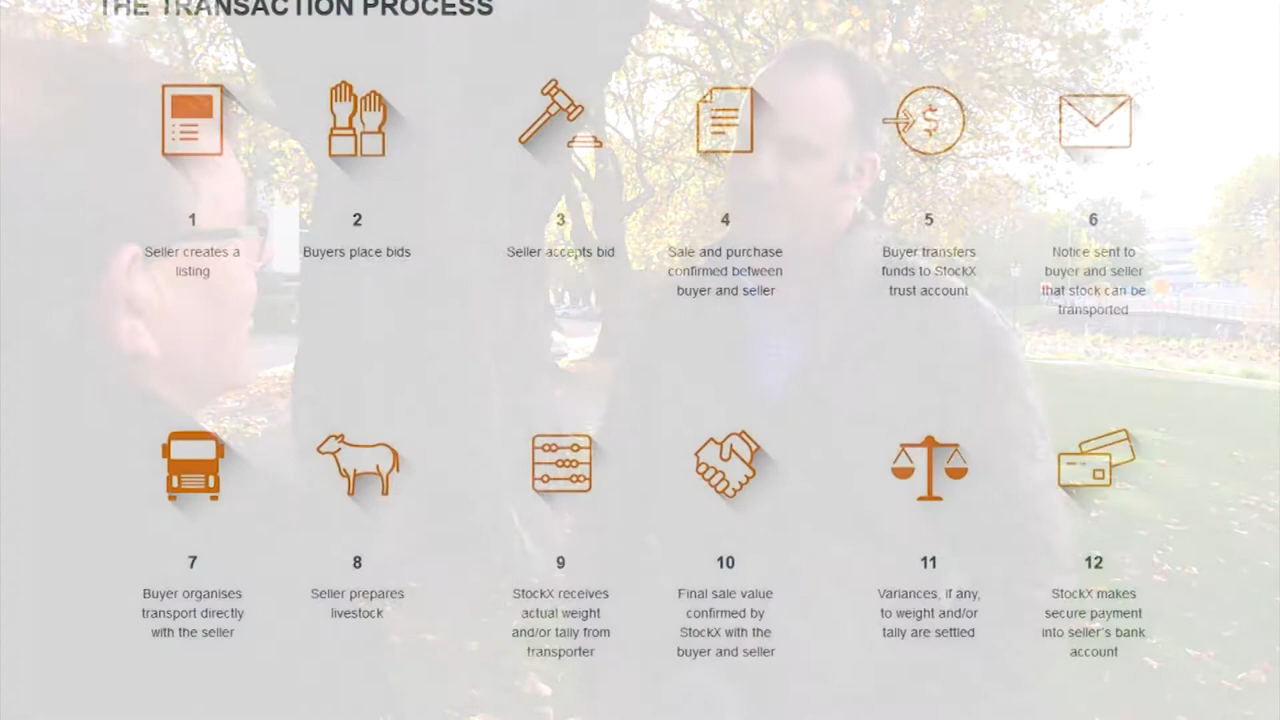 THE TRANSACTION PROCESS
1
Seller creates a
listing
2
Buyers place bids
3
Seller accepts bid
4
Sale and purchase
confirmed between
buyer and seller
5
Buyer transfers
funds to StockX
trust account
6
Notice sent to
buyer and seller
that stock can be
transported
7
Buyer organises
transport directly
with the seller
8
Seller prepares
livestock
9
StockX receives
actual weight
and/or tally from
transporter
10
Final sale value
confirmed by
StockX with the
buyer and seller
11
Variances, if any,
to weight and/or
tally are settled
12
StockX makes
secure payment
into seller's bank
account